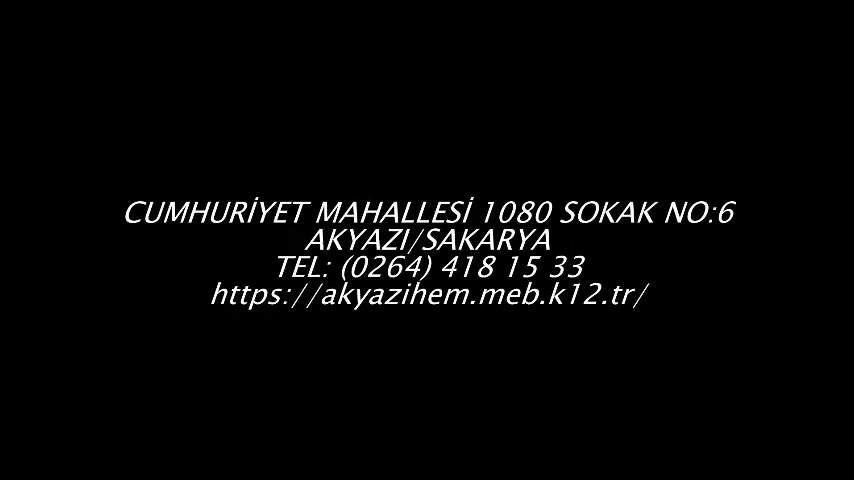 CUMHURİYET MAHALLESİ 1080 SOKAK NO:6
AKYAZI/SAKARYA
TEL: (0264) 418 15 33
https://akyazihem.meb.k12.tr/